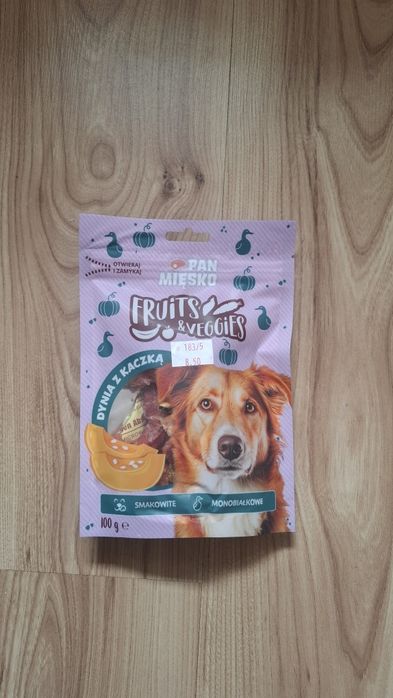 OTWIERAJ
I ZAMYKAJ
PAN
MIĘSKO
FRUITS
& VEGGIES
183/5
8,50
DYNIA Z KACZKĄ
SMAKOWITE
MONOBIAŁKOWE
100 g e